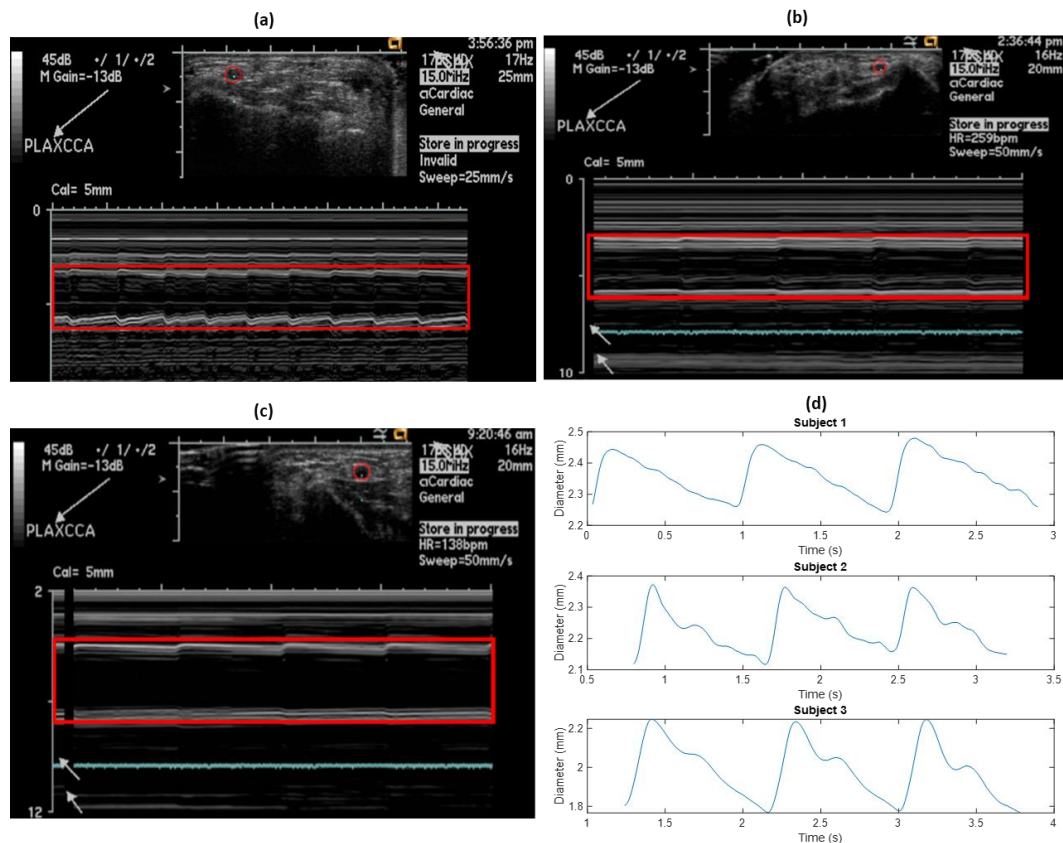 (a)
3:56:36 pm
45dB •/ 1/ •/2
M Gain=-13dB
17Hz
15.0MHz 25mm
Cardiac
General
PLAXCCA
Store in progress
Invalid
Sweep=25mm/s
Cal= 5mm
0
(b)
2:36:44 pm
45dB •/ 1/ •/2
M Gain=-13dB
16Hz
15.0MHz 20mm
Cardiac
General
PLAXCCA
Store in progress
HR=259bpm
Sweep=50mm/s
Cal= 5mm
0
10
(c)
9:20:46 am
45dB •/ 1/ •/2
M Gain=-13dB
16Hz
15.0MHz 20mm
Cardiac
General
PLAXCCA
Store in progress
HR=138bpm
Sweep=50mm/s
Cal= 5mm
2
12
(d)
Subject 1
2.5
2.4
2.3
2.2
Diameter (mm)
0 0.5 1 1.5 2 2.5 3
Time (s)
Subject 2
2.4
2.3
2.2
2.1
Diameter (mm)
0.5 1 1.5 2 2.5 3 3.5
Time (s)
Subject 3
2.2
2
1.8
Diameter (mm)
1 1.5 2 2.5 3 3.5 4
Time (s)